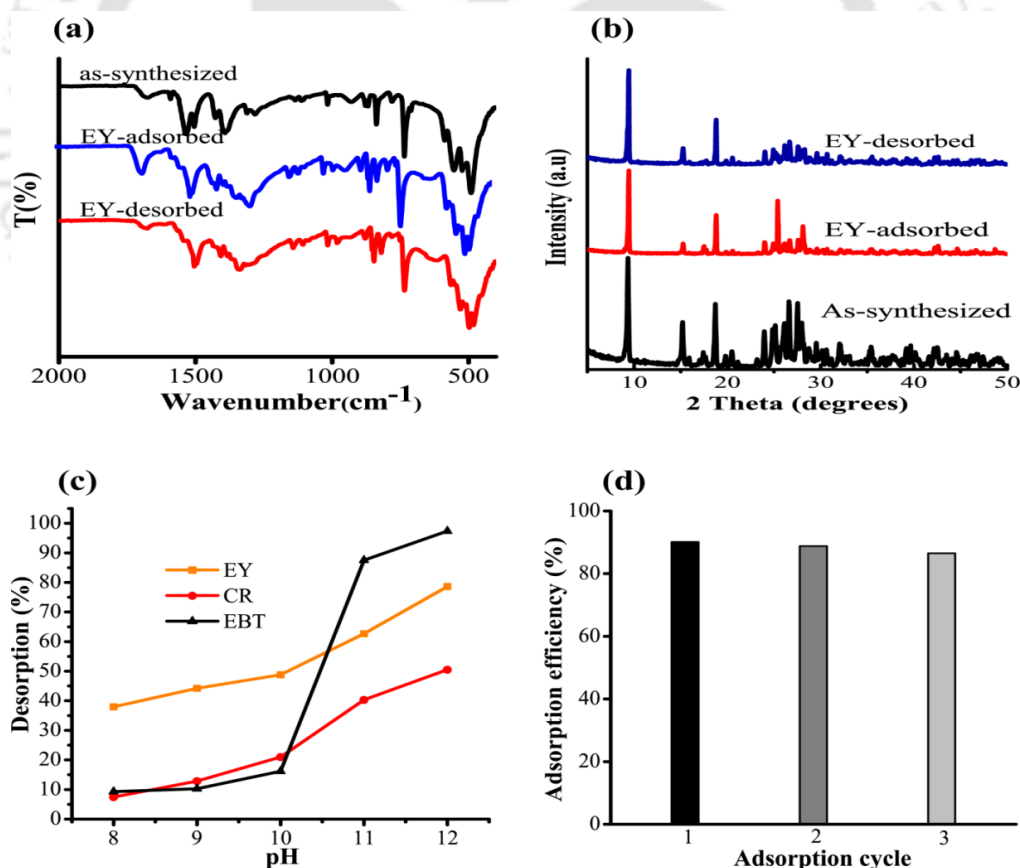 (a)
as-synthesized
EY-adsorbed
EY-desorbed
T(%)
2000 1500 1000 500
Wavenumber(cm-1)
(b)
EY-desorbed
EY-adsorbed
As-synthesized
Intensity (a.u)
10 20 30 40 50
2 Theta (degrees)
(c)
100
90
80
70
60
50
40
30
20
10
0
EY
CR
EBT
Desorption (%)
8 9 10 11 12
pH
(d)
100
80
60
40
20
0
Adsorption efficiency (%)
1 2 3
Adsorption cycle